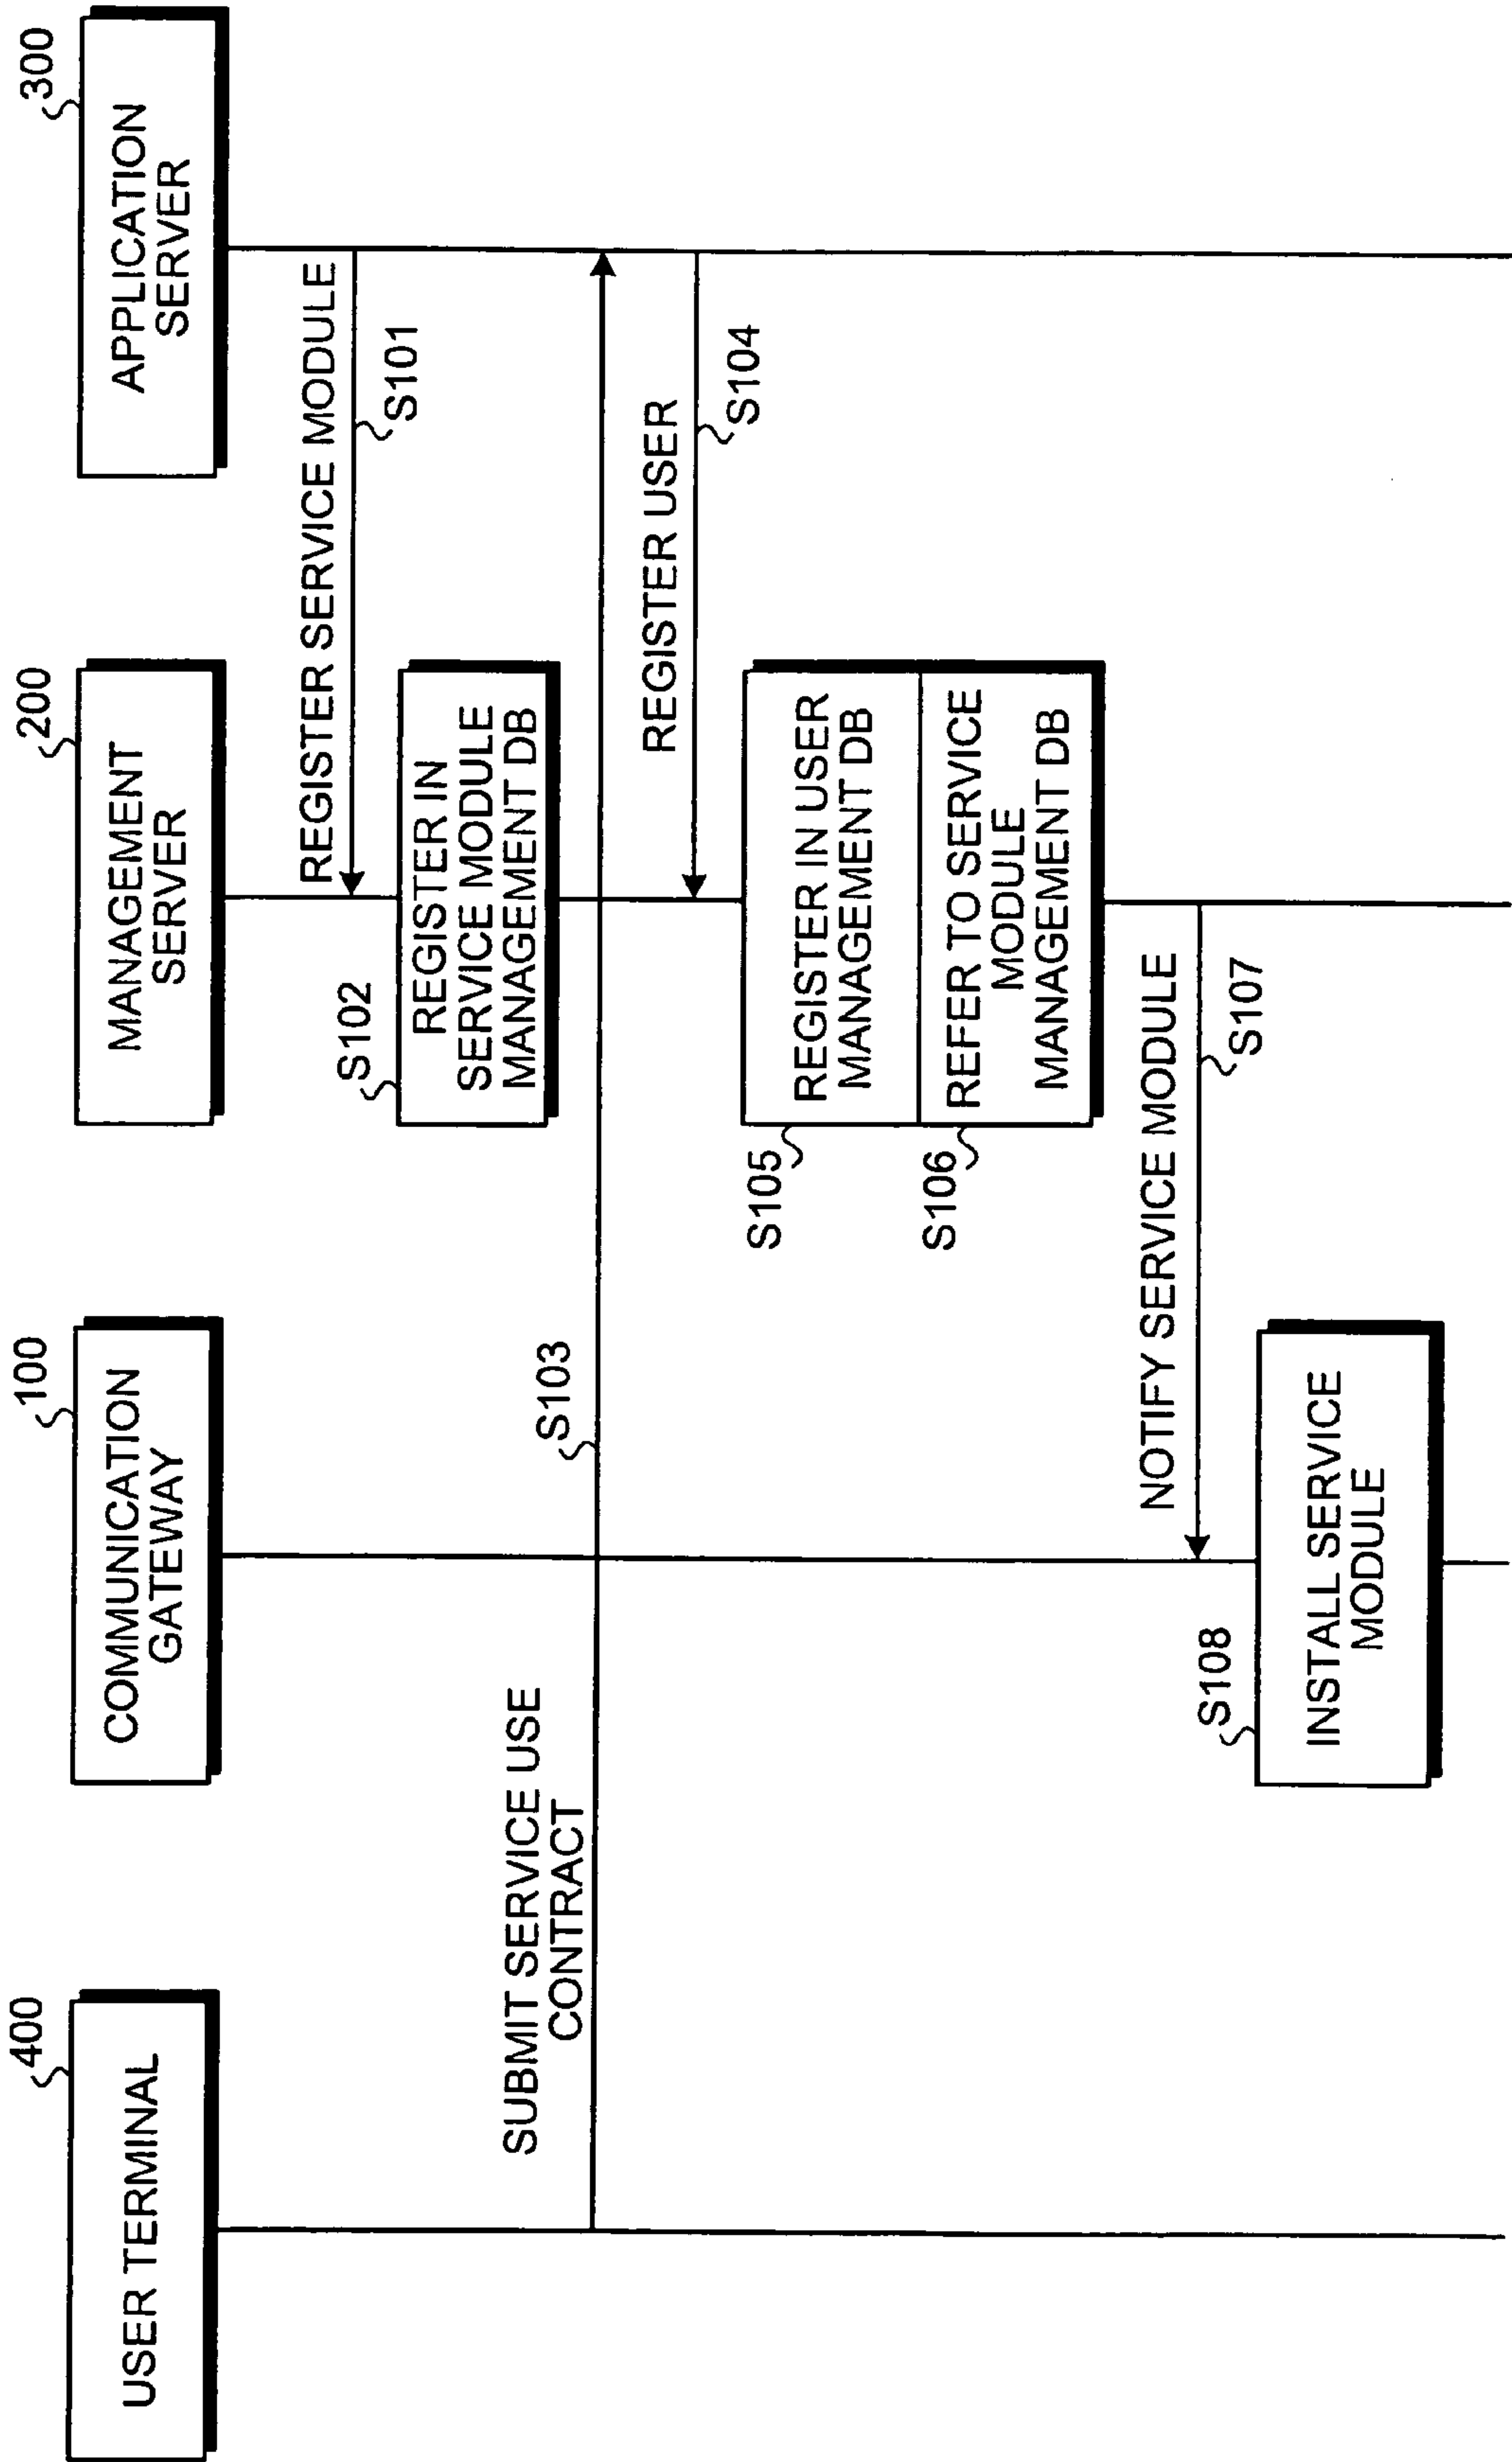 400
USER TERMINAL
100
COMMUNICATION
GATEWAY
200
MANAGEMENT
SERVER
300
APPLICATION
SERVER
REGISTER SERVICE MODULE
S101
S102
REGISTER IN
SERVICE MODULE
MANAGEMENT DB
SUBMIT SERVICE USE
CONTRACT
S103
REGISTER USER
S104
S105
REGISTER IN USER
MANAGEMENT DB
S106
REFER TO SERVICE
MODULE
MANAGEMENT DB
NOTIFY SERVICE MODULE
S107
S108
INSTALL SERVICE
MODULE